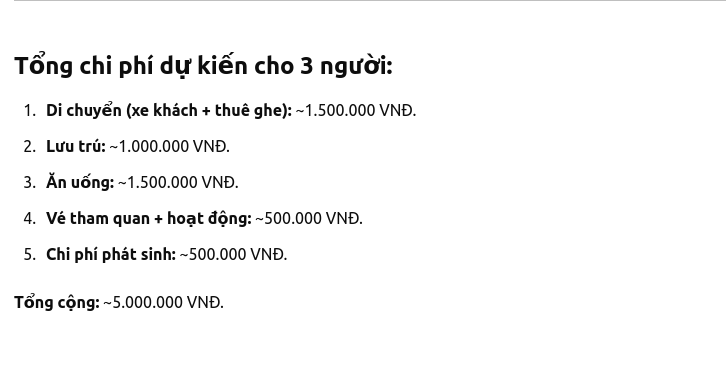 Tổng chi phí dự kiến cho 3 người:
1. Di chuyển (xe khách + thuê ghe): ~1.500.000 VNĐ.
2. Lưu trú: ~1.000.000 VNĐ.
3. Ăn uống: ~1.500.000 VNĐ.
4. Vé tham quan + hoạt động: ~500.000 VNĐ.
5. Chi phí phát sinh: ~500.000 VNĐ.
Tổng cộng: ~5.000.000 VNĐ.